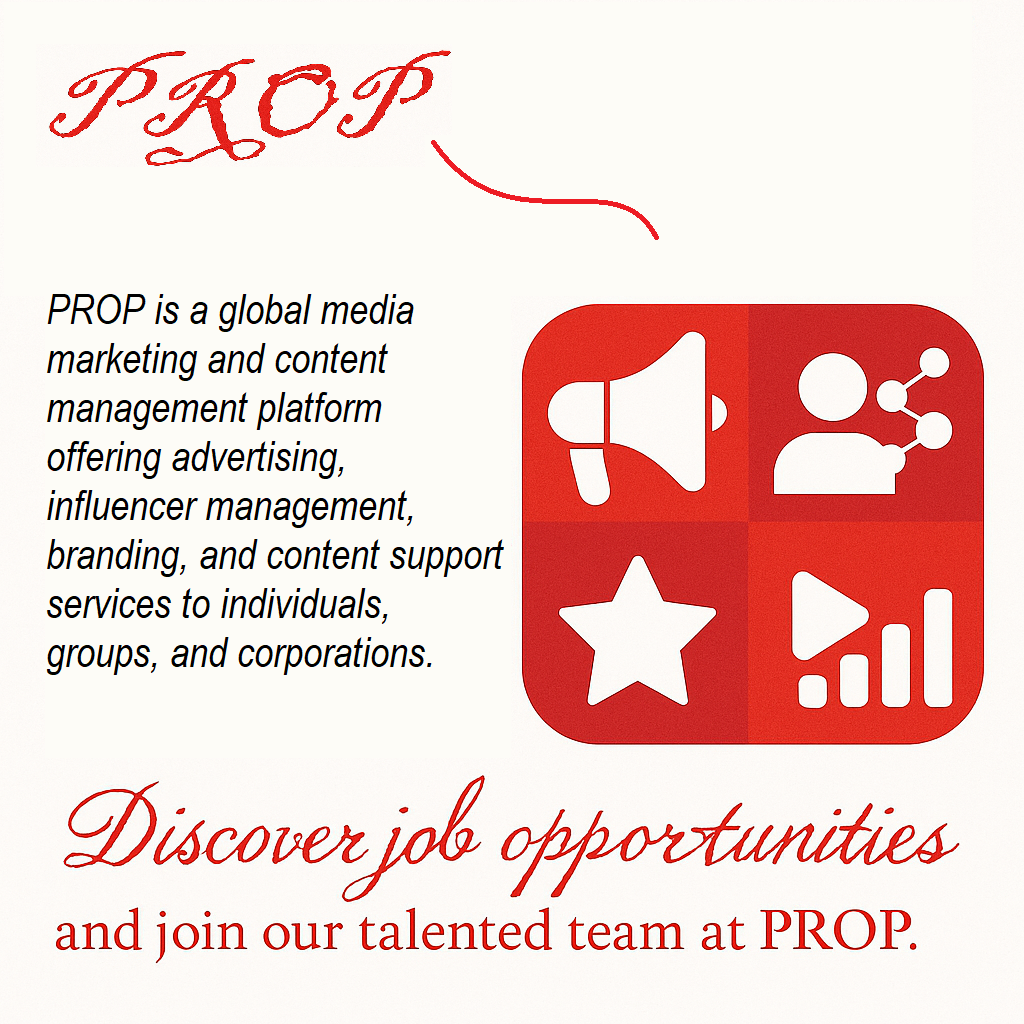 PROP
PROP is a global media
marketing and content
management platform
offering advertising,
influencer management,
branding, and content support
services to individuals,
groups, and corporations.
Discover job opportunities
and join our talented team at PROP.